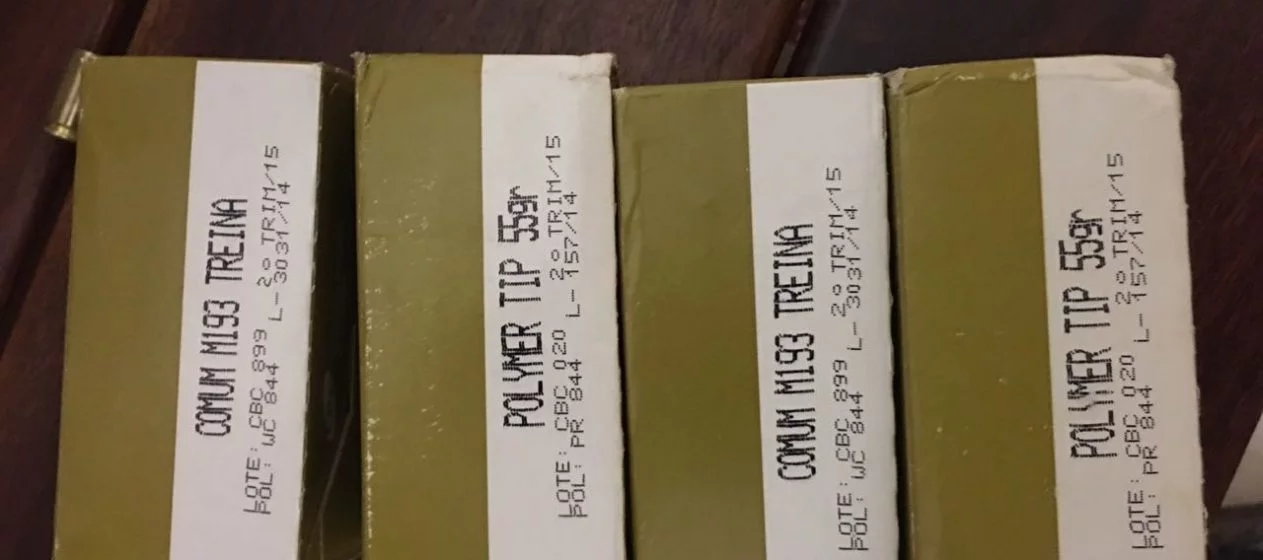 COMUM M193 TREINA
LOTE: CBC 899 2o TRIM/15
POL: WC 844 L- 3031/14
POLYMER TIP 55gr
LOTE: CBC 020 2o TRIM/15
POL: PR 844 L- 157/14
COMUM M193 TREINA
LOTE: CBC 899 2o TRIM/15
POL: WC 844 L- 3031/14
POLYMER TIP 55gr
LOTE: CBC 020 2o TRIM/15
POL: PR 844 L- 157/14